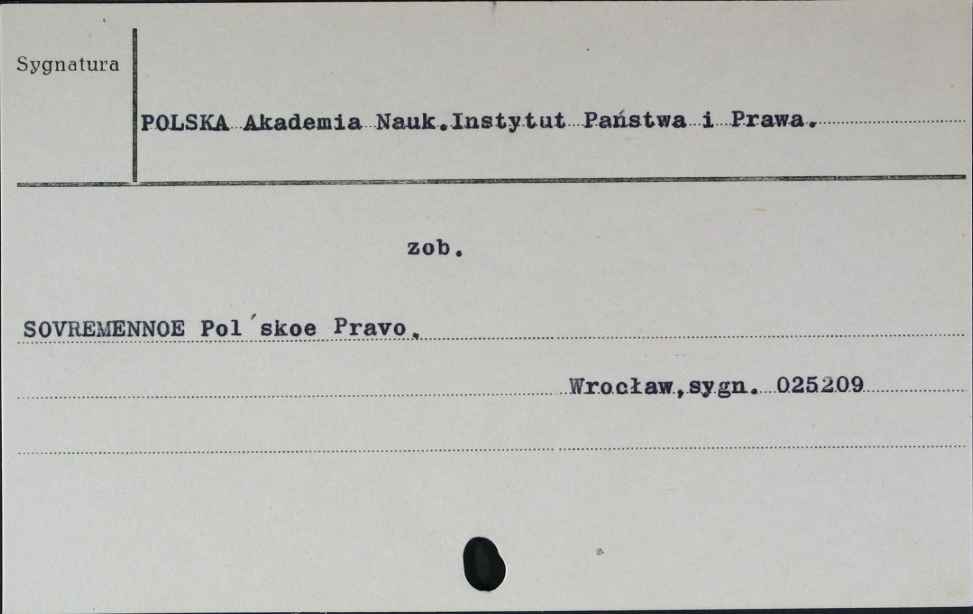 Sygnatura
POLSKA Akademia Nauk.Instytut Państwa i Prawa.
zob.
SOVREMENNOE Pol´skoe Pravo.
Wrocław,sygn. 025209